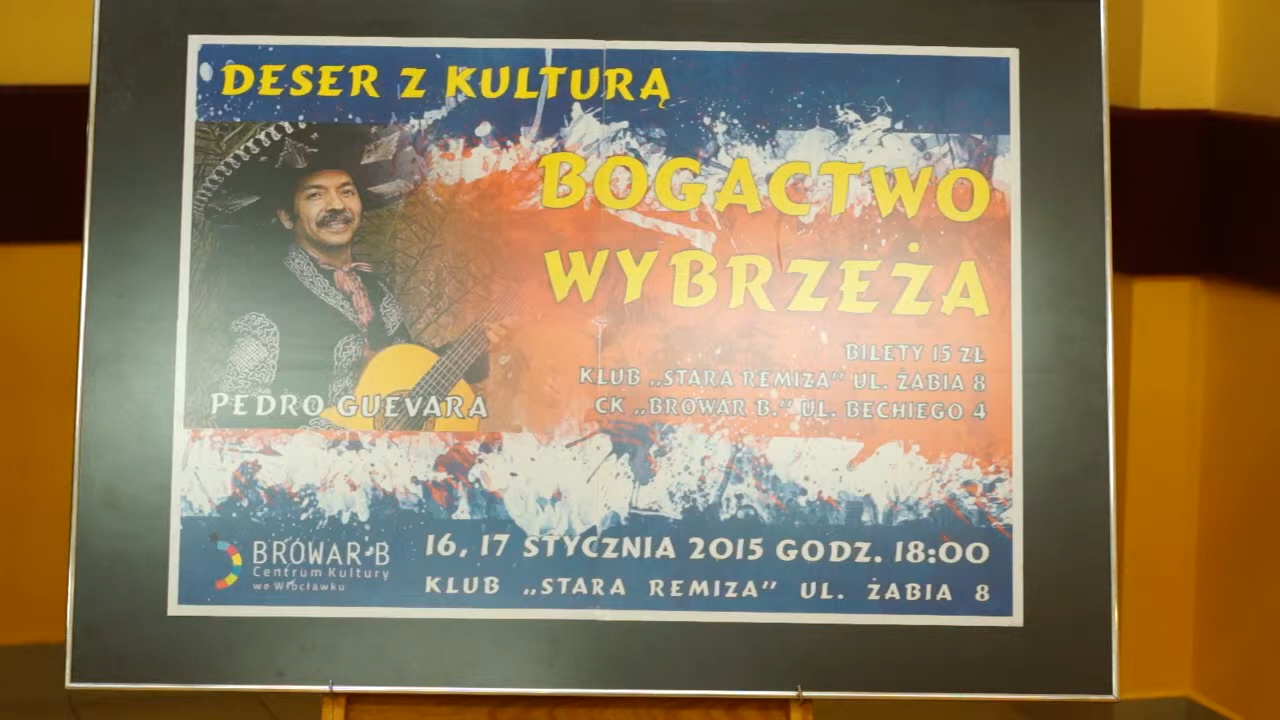 DESER Z KULTURĄ
BOGACTWO
WYBRZEŻA
BILETY 15 ZŁ
KLUB „STARA REMIZA" UL. ŻABIA 8
CK „BROWAR B." UL. BECHIEGO 4
PEDRO GUEVARA
BROWAR B
Centrum Kultury
we Włocławku
16, 17 STYCZNIA 2015 GODZ. 18:00
KLUB „STARA REMIZA" UL. ŻABIA 8